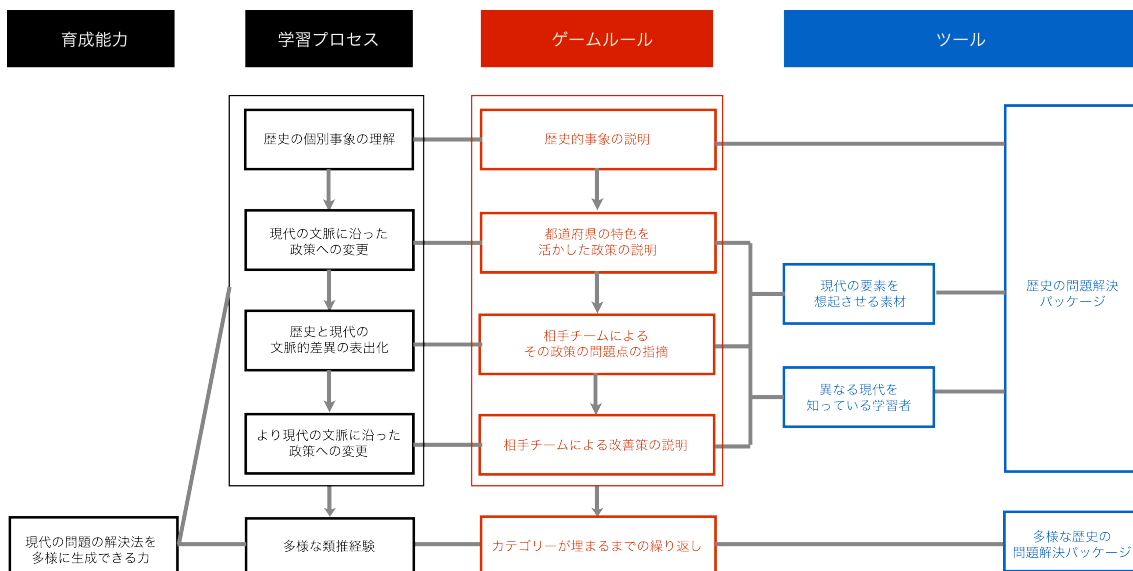 育成能力
学習プロセス
ゲームルール
ツール
歴史の個別事象の理解
歴史的事象の説明
現代の文脈に沿った
政策への変更
都道府県の特色を
活かした政策の説明
現代の要素を
想起させる素材
歴史の問題解決
パッケージ
歴史と現代の
文脈的差異の表出化
相手チームによる
その政策の問題点の指摘
異なる現代を
知っている学習者
より現代の文脈に沿った
政策への変更
相手チームによる改善策の説明
現代の問題の解決法を
多様に生成できる力
多様な類推経験
カテゴリーが埋まるまでの繰り返し
多様な歴史の
問題解決パッケージ